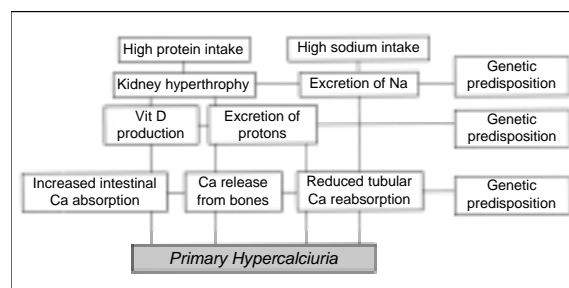 High protein intake
High sodium intake
Kidney hyperthrophy
Excretion of Na
Genetic
predisposition
Vit D
production
Excretion of
protons
Genetic
predisposition
Increased intestinal
Ca absorption
Ca release
from bones
Reduced tubular
Ca reabsorption
Genetic
predisposition
Primary Hypercalciuria